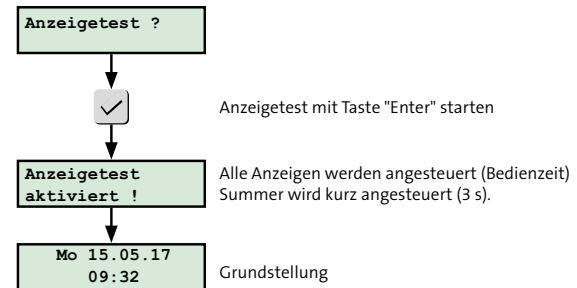 Anzeigetest ?
Anzeigetest mit Taste "Enter" starten
Anzeigetest
aktiviert !
Alle Anzeigen werden angesteuert (Bedienzeit)
Summer wird kurz angesteuert (3 s).
Mo 15.05.17
09:32
Grundstellung